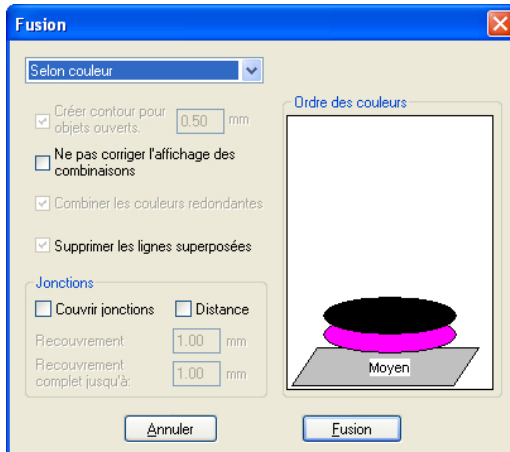 Fusion
Selon couleur
Créer contour pour
objets ouverts.
0.50 mm
Ne pas corriger l'affichage des
combinaisons
Combiner les couleurs redondantes
Supprimer les lignes superposées
Jonctions
Couvrir jonctions
Distance
Recouvrement
1.00 mm
Recouvrement
complet jusqu'à:
1.00 mm
Ordre des couleurs
Moyen
Annuler
Fusion